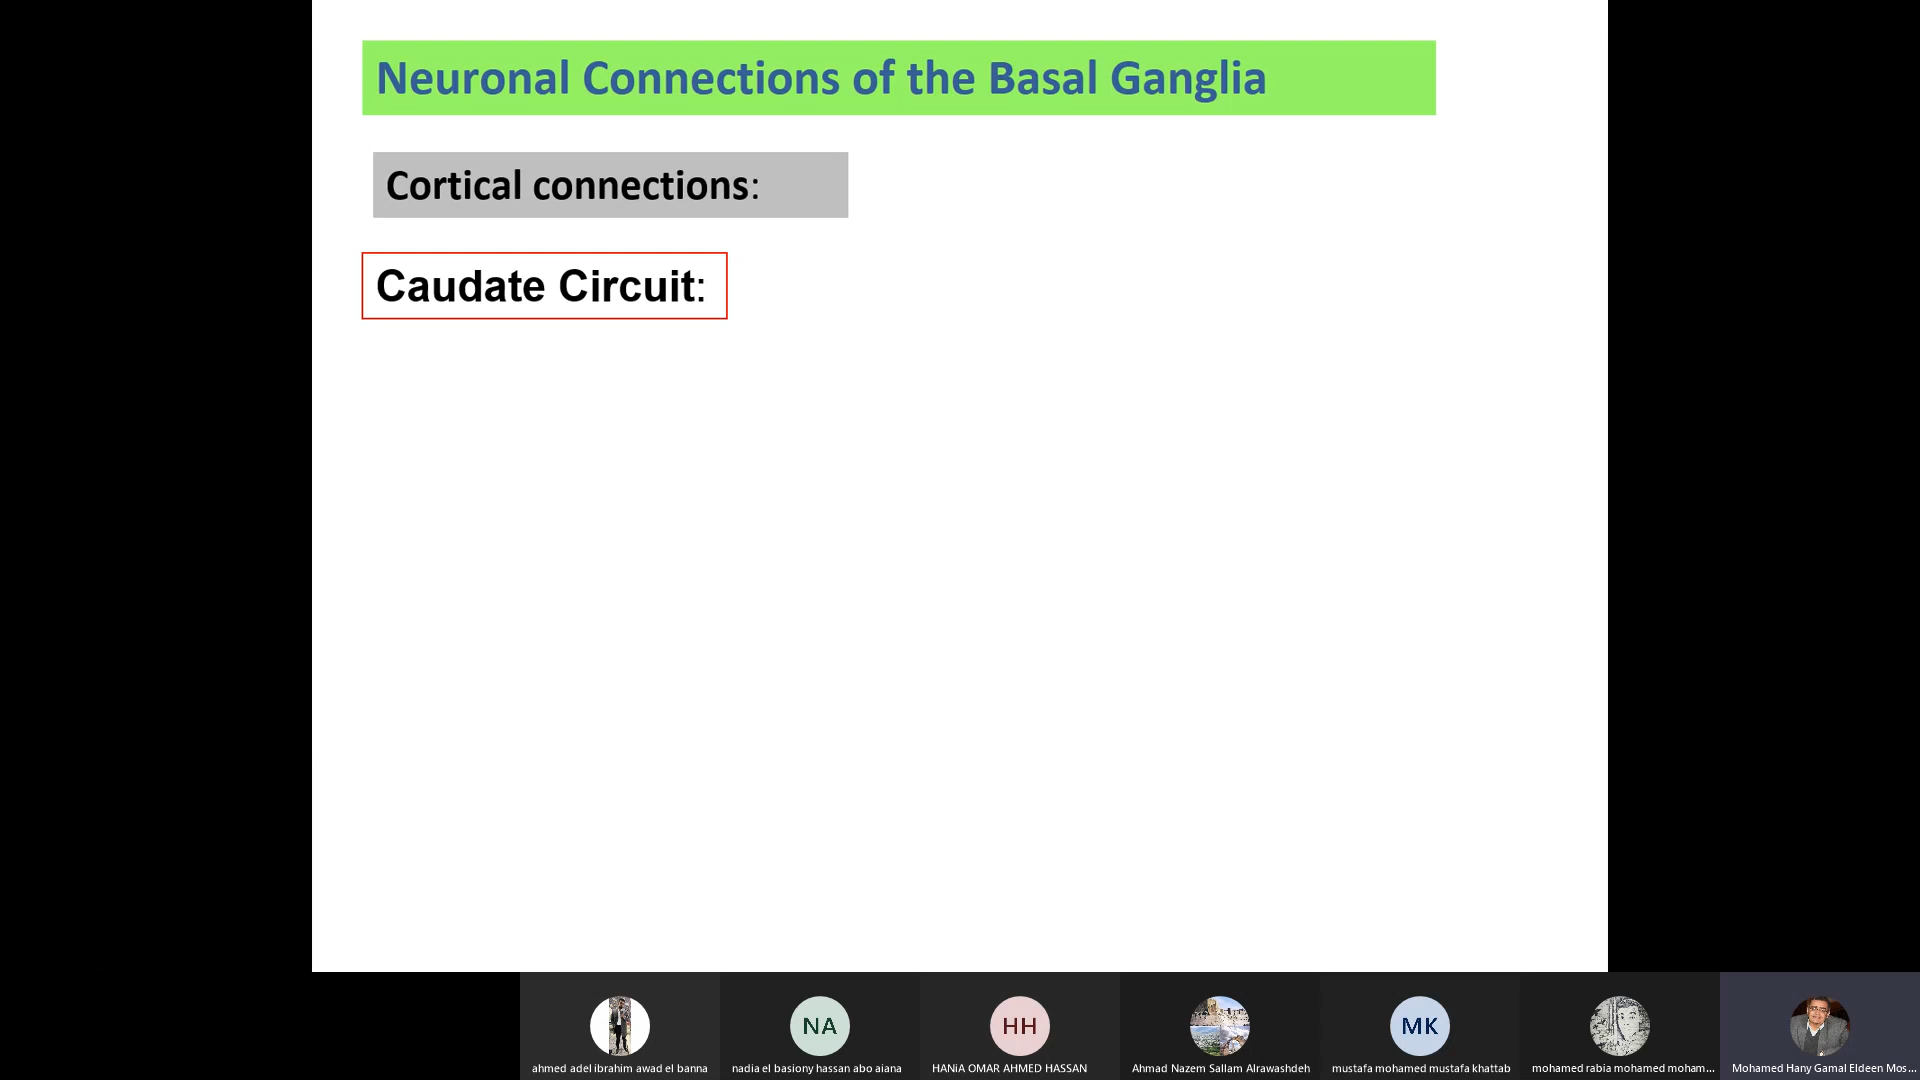 Neuronal Connections of the Basal Ganglia
Cortical connections:
Caudate Circuit:
NA
HH
MK
ahmed adel ibrahim awad el banna
nadia el basiony hassan abo aiana
HANiA OMAR AHMED HASSAN
Ahmad Nazem Sallam Alrawashdeh
mustafa mohamed mustafa khattab
mohamed rabia mohamed moham...
Mohamed Hany Gamal Eldeen Mos...